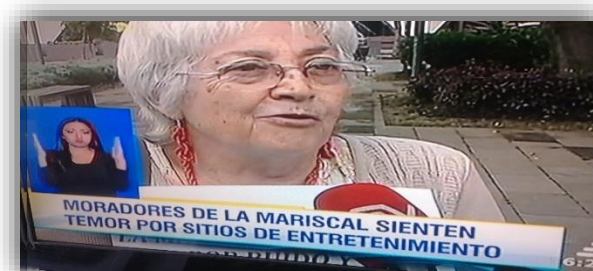 MORADORES DE LA MARISCAL SIENTEN
TEMOR POR SITIOS DE ENTRETENIMIENTO